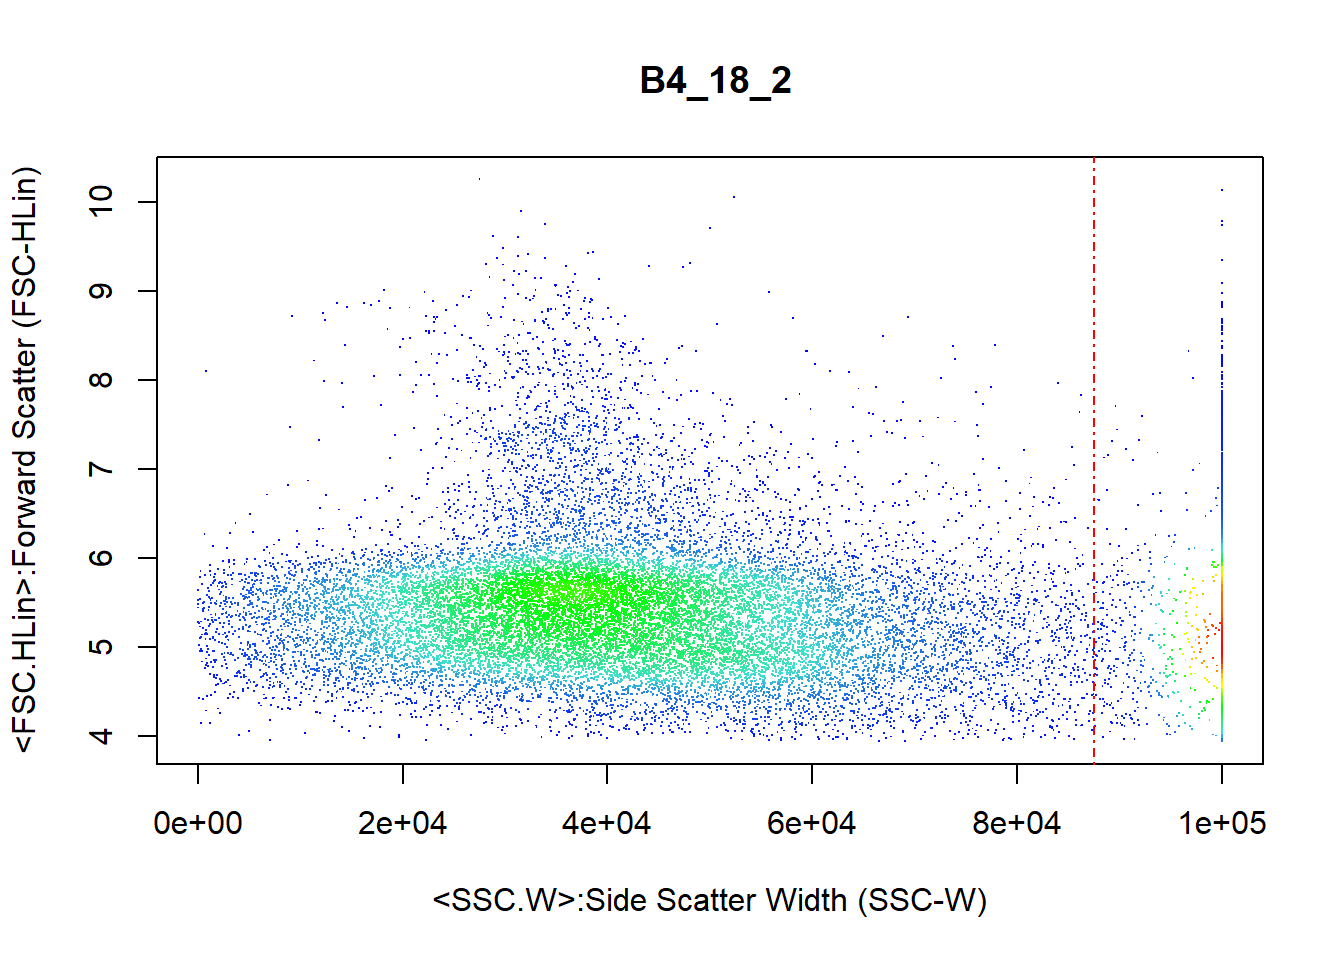 B4_18_2
<FSC.HLin>:Forward Scatter (FSC-HLin)
10
9
8
7
6
5
4
0e+00 2e+04 4e+04 6e+04 8e+04 1e+05
<SSC.W>:Side Scatter Width (SSC-W)